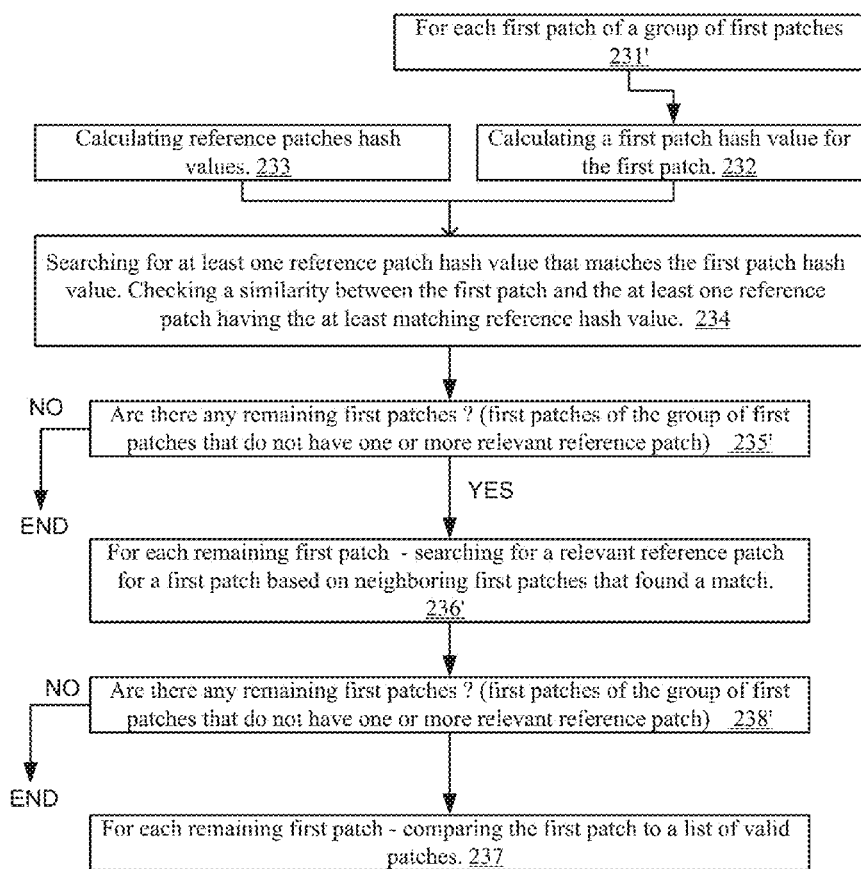 For each first patch of a group of first patches
231'
Calculating reference patches hash
values. 233
Calculating a first patch hash value for
the first patch. 232
Searching for at least one reference patch hash value that matches the first patch hash
value. Checking a similarity between the first patch and the at least one reference
patch having the at least matching reference hash value. 234
NO
Are there any remaining first patches ? (first patches of the group of first
patches that do not have one or more relevant reference patch) 235'
END
YES
For each remaining first patch - searching for a relevant reference patch
for a first patch based on neighboring first patches that found a match.
236'
NO
Are there any remaining first patches ? (first patches of the group of first
patches that do not have one or more relevant reference patch) 238'
END
For each remaining first patch - comparing the first patch to a list of valid
patches. 237